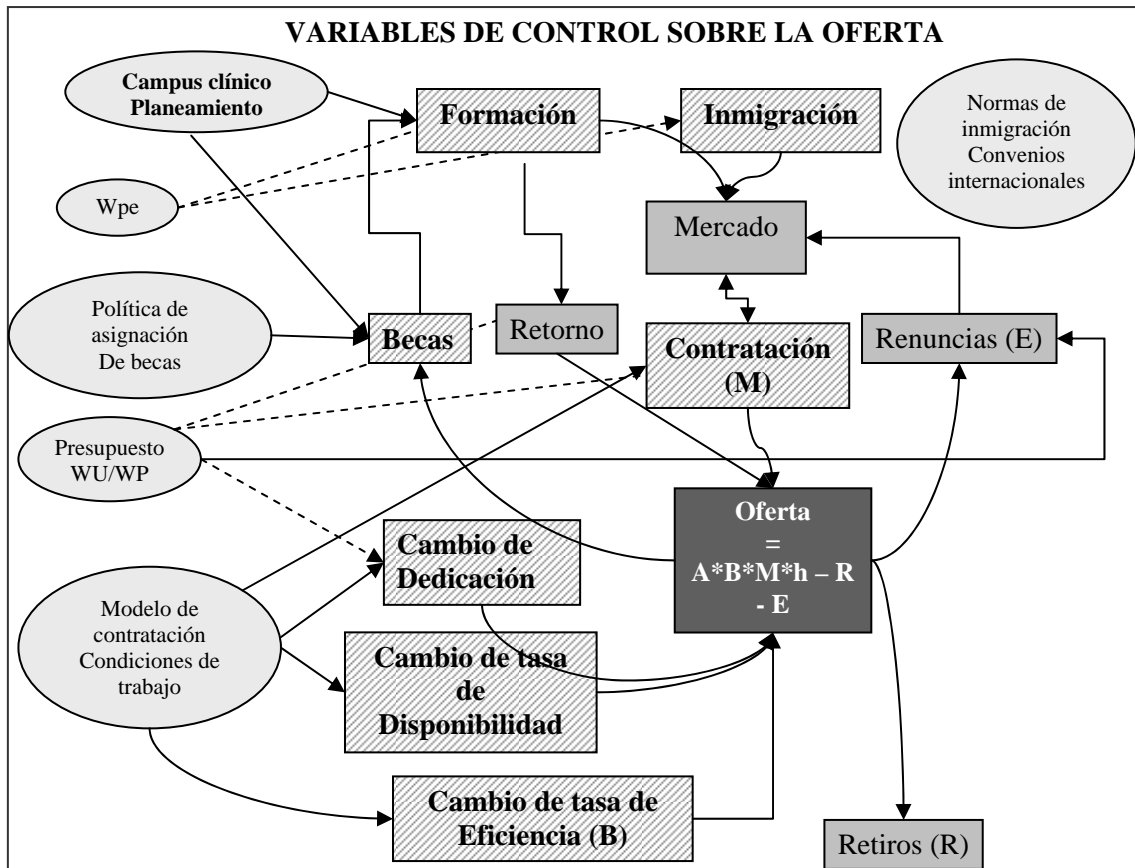 VARIABLES DE CONTROL SOBRE LA OFERTA
Campus clínico
Planeamiento
Formación
Inmigración
Normas de
inmigración
Convenios
internacionales
Wpe
Mercado
Política de
asignación
De becas
Becas
Retorno
Contratación
(M)
Renuncias (E)
Presupuesto
WU/WP
Oferta
=
A*B*M*h – R
- E
Cambio de
Dedicación
Modelo de
contratación
Condiciones de
trabajo
Cambio de tasa
de
Disponibilidad
Cambio de tasa de
Eficiencia (B)
Retiros (R)